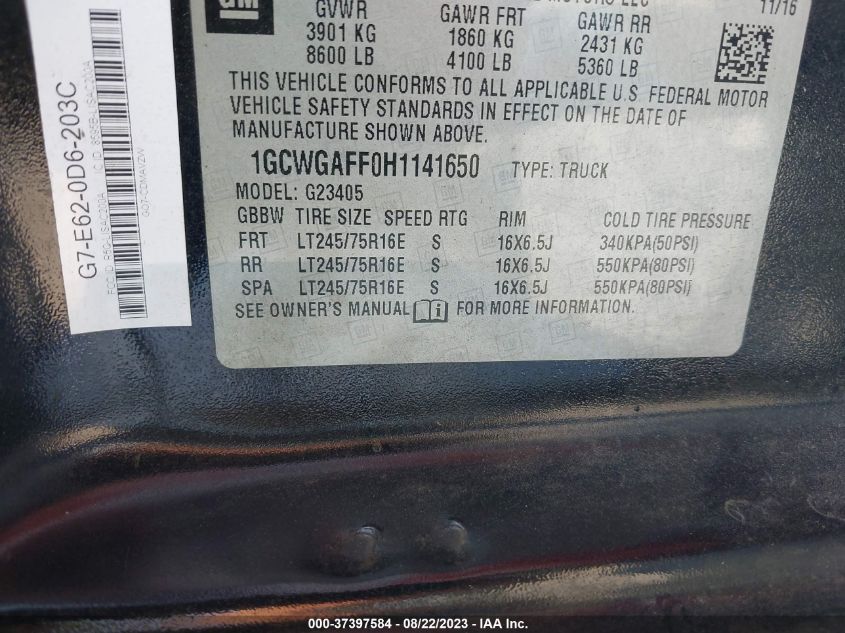 GM
MOTORS LLC 11/16
GVWR GAWR FRT GAWR RR
3901 KG 1860 KG 2431 KG
8600 LB 4100 LB 5360 LB
THIS VEHICLE CONFORMS TO ALL APPLICABLE U.S. FEDERAL MOTOR
VEHICLE SAFETY STANDARDS IN EFFECT ON THE DATE OF
MANUFACTURE SHOWN ABOVE.
1GCWGAFF0H1141650 TYPE: TRUCK
MODEL: G23405
GBBW TIRE SIZE SPEED RTG RIM COLD TIRE PRESSURE
FRT LT245/75R16E S 16X6.5J 340KPA(50PSI)
RR LT245/75R16E S 16X6.5J 550KPA(80PSI)
SPA LT245/75R16E S 16X6.5J 550KPA(80PSI)
SEE OWNER'S MANUAL FOR MORE INFORMATION.
G7-E62-0D6-203C
000-37397584 - 08/22/2023 - IAA Inc.